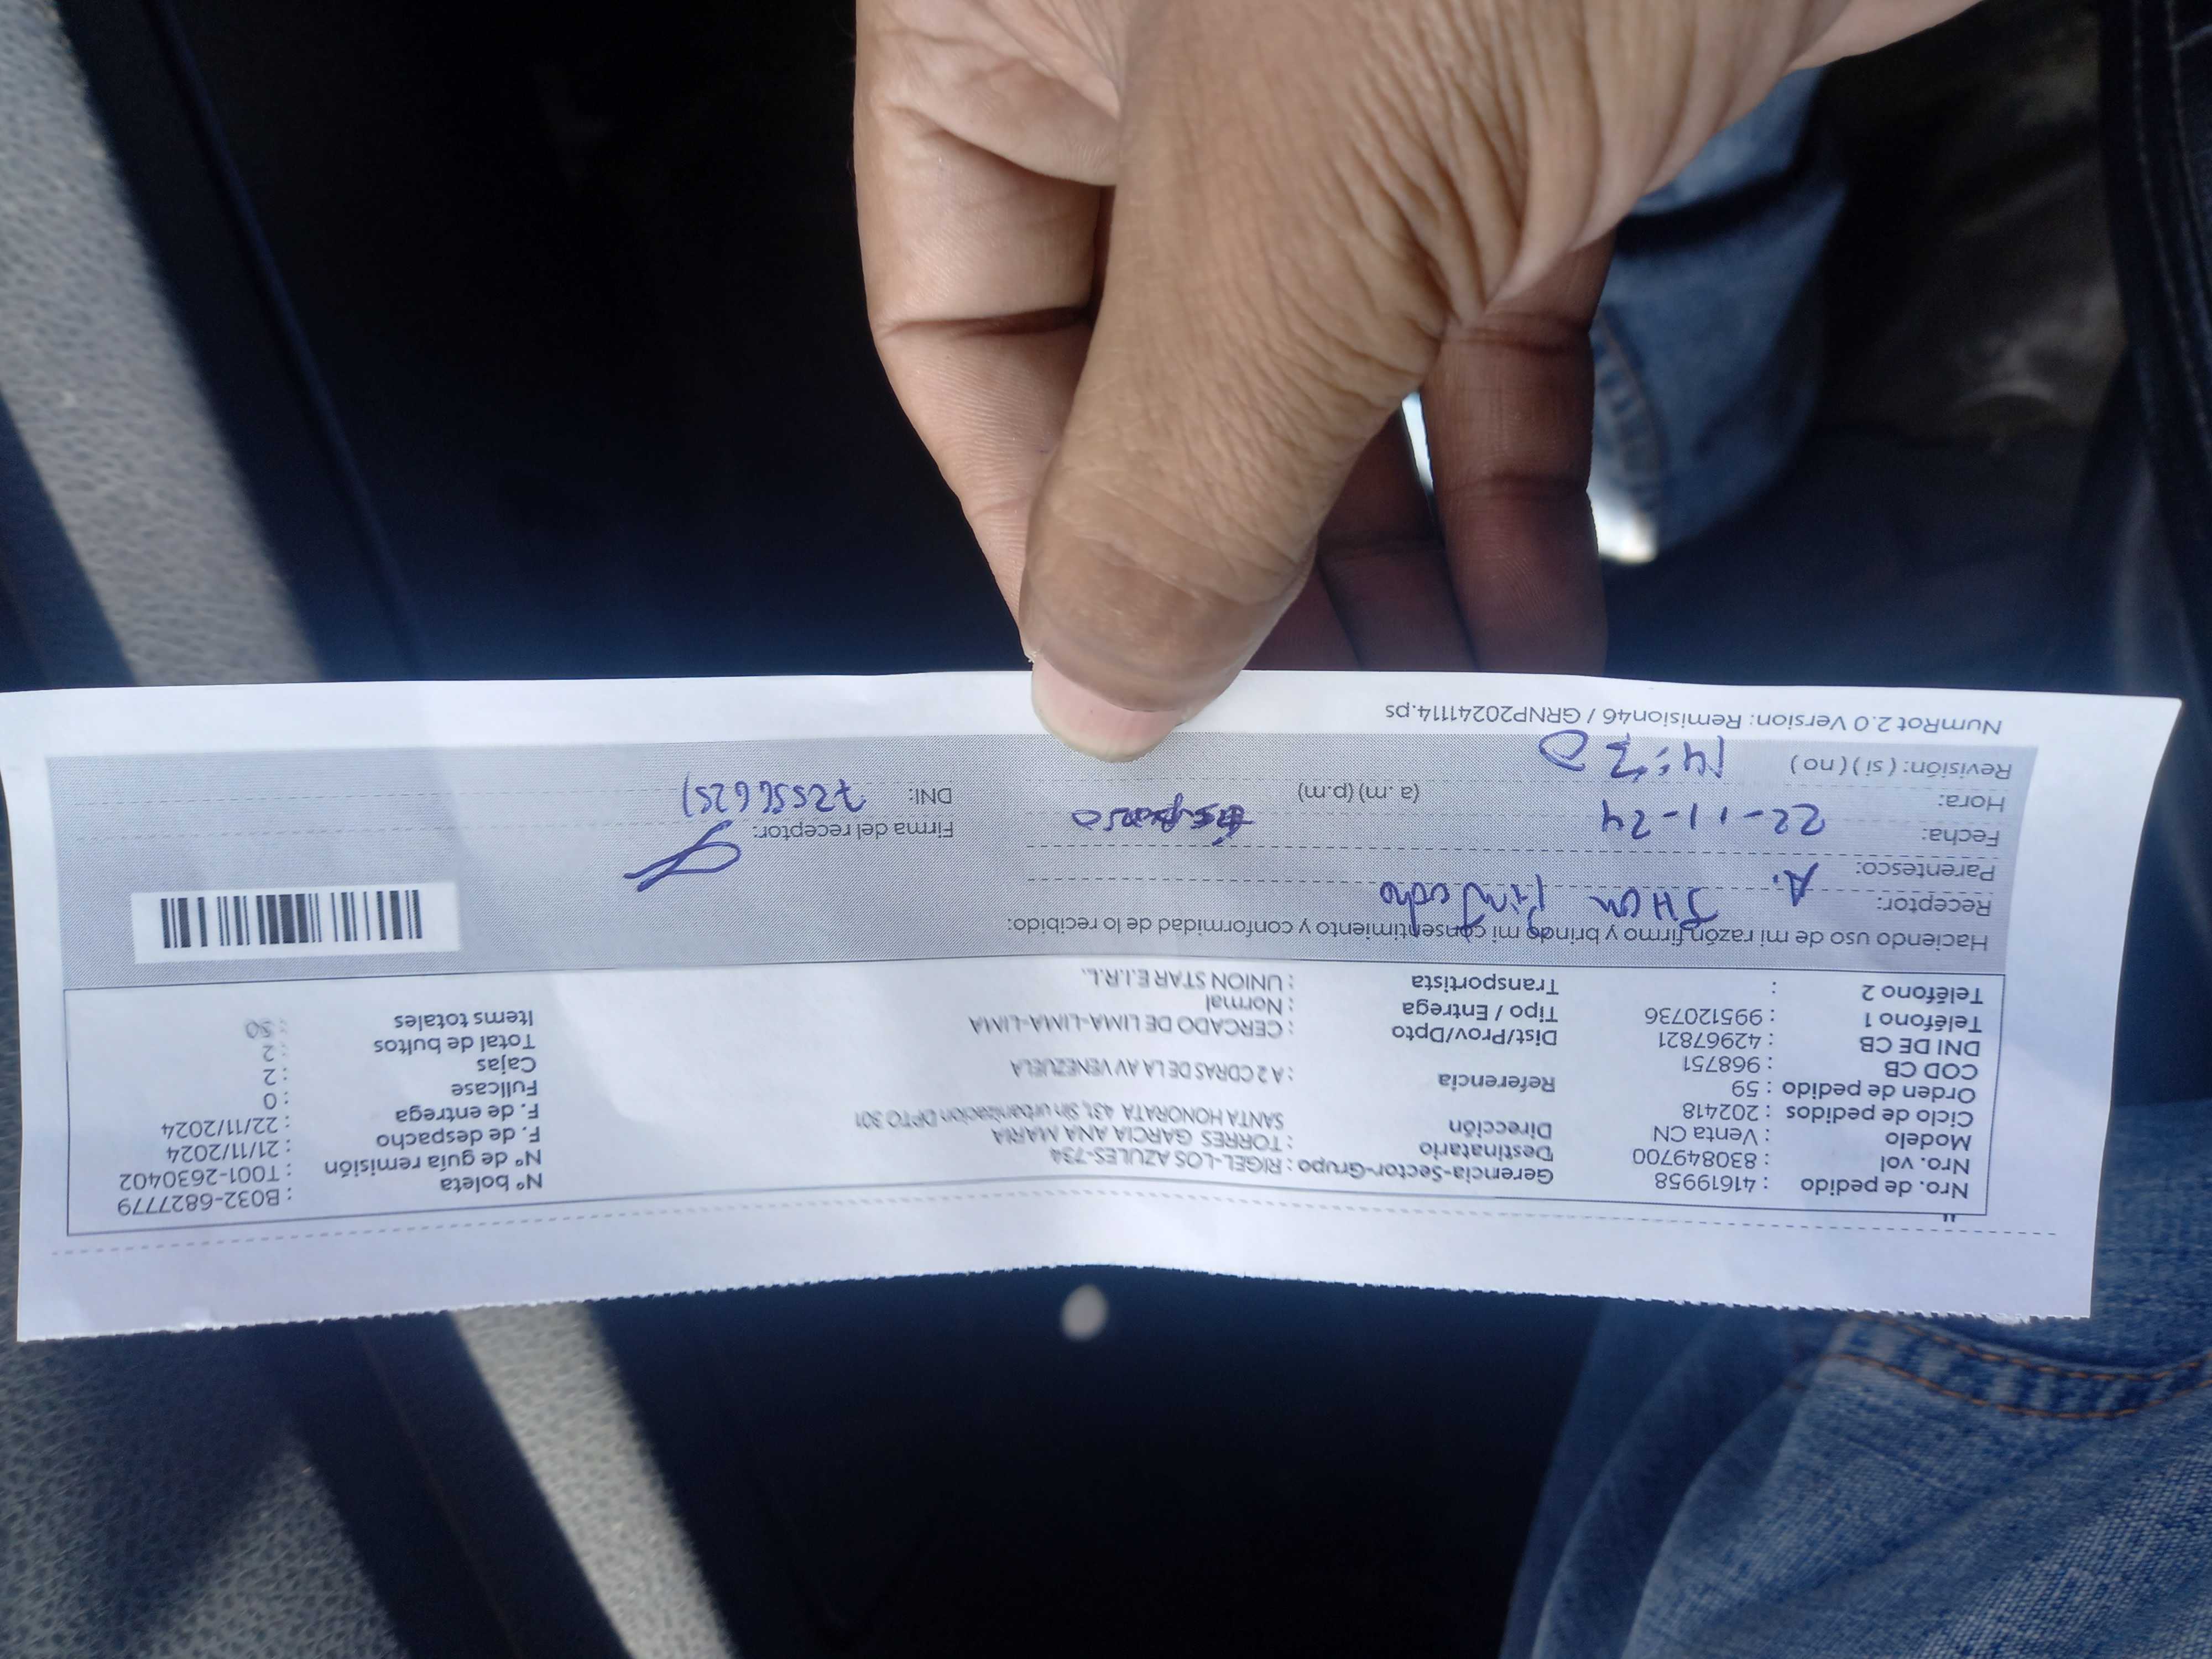 Nro. de pedido : 41619958 Gerencia-Sector-Grupo : RIGEL-LOS AZULES-734 N° boleta : B032-6827779
Nro. vol : 830849700 Destinatario : TORRES GARCIA ANA MARIA N° de guía remisión : T001-2630402
Modelo : Venta CN Dirección SANTA HONORATA 431, Sin urbanizacion DPTO 301 F. de despacho : 21/11/2024
Ciclo de pedidos : 202418 F. de entrega : 22/11/2024
Orden de pedido : 59 Referencia : A 2 CDRAS DE LA AV VENEZUELA Fullcase : 0
COD CB : 968751 Cajas : 2
DNI DE CB : 42967821 Dist/Prov/Dpto : CERCADO DE LIMA-LIMA-LIMA Total de bultos : 2
Teléfono 1 : 995120736 Tipo / Entrega : Normal Items totales : 50
Teléfono 2 : Transportista : UNION STAR E.I.R.L.
Haciendo uso de mi razón firmo y brindo mi consentimiento y conformidad de lo recibido:
Receptor: JHon
Parentesco: A.
Fecha: 22-11-24 Firma del receptor:
Hora: (a.m) (p.m) DNI: 72556625
Revisión: ( si ) ( no ) 14:30
NumRot 2.0 Version: Remision46 / GRNP20241114.ps